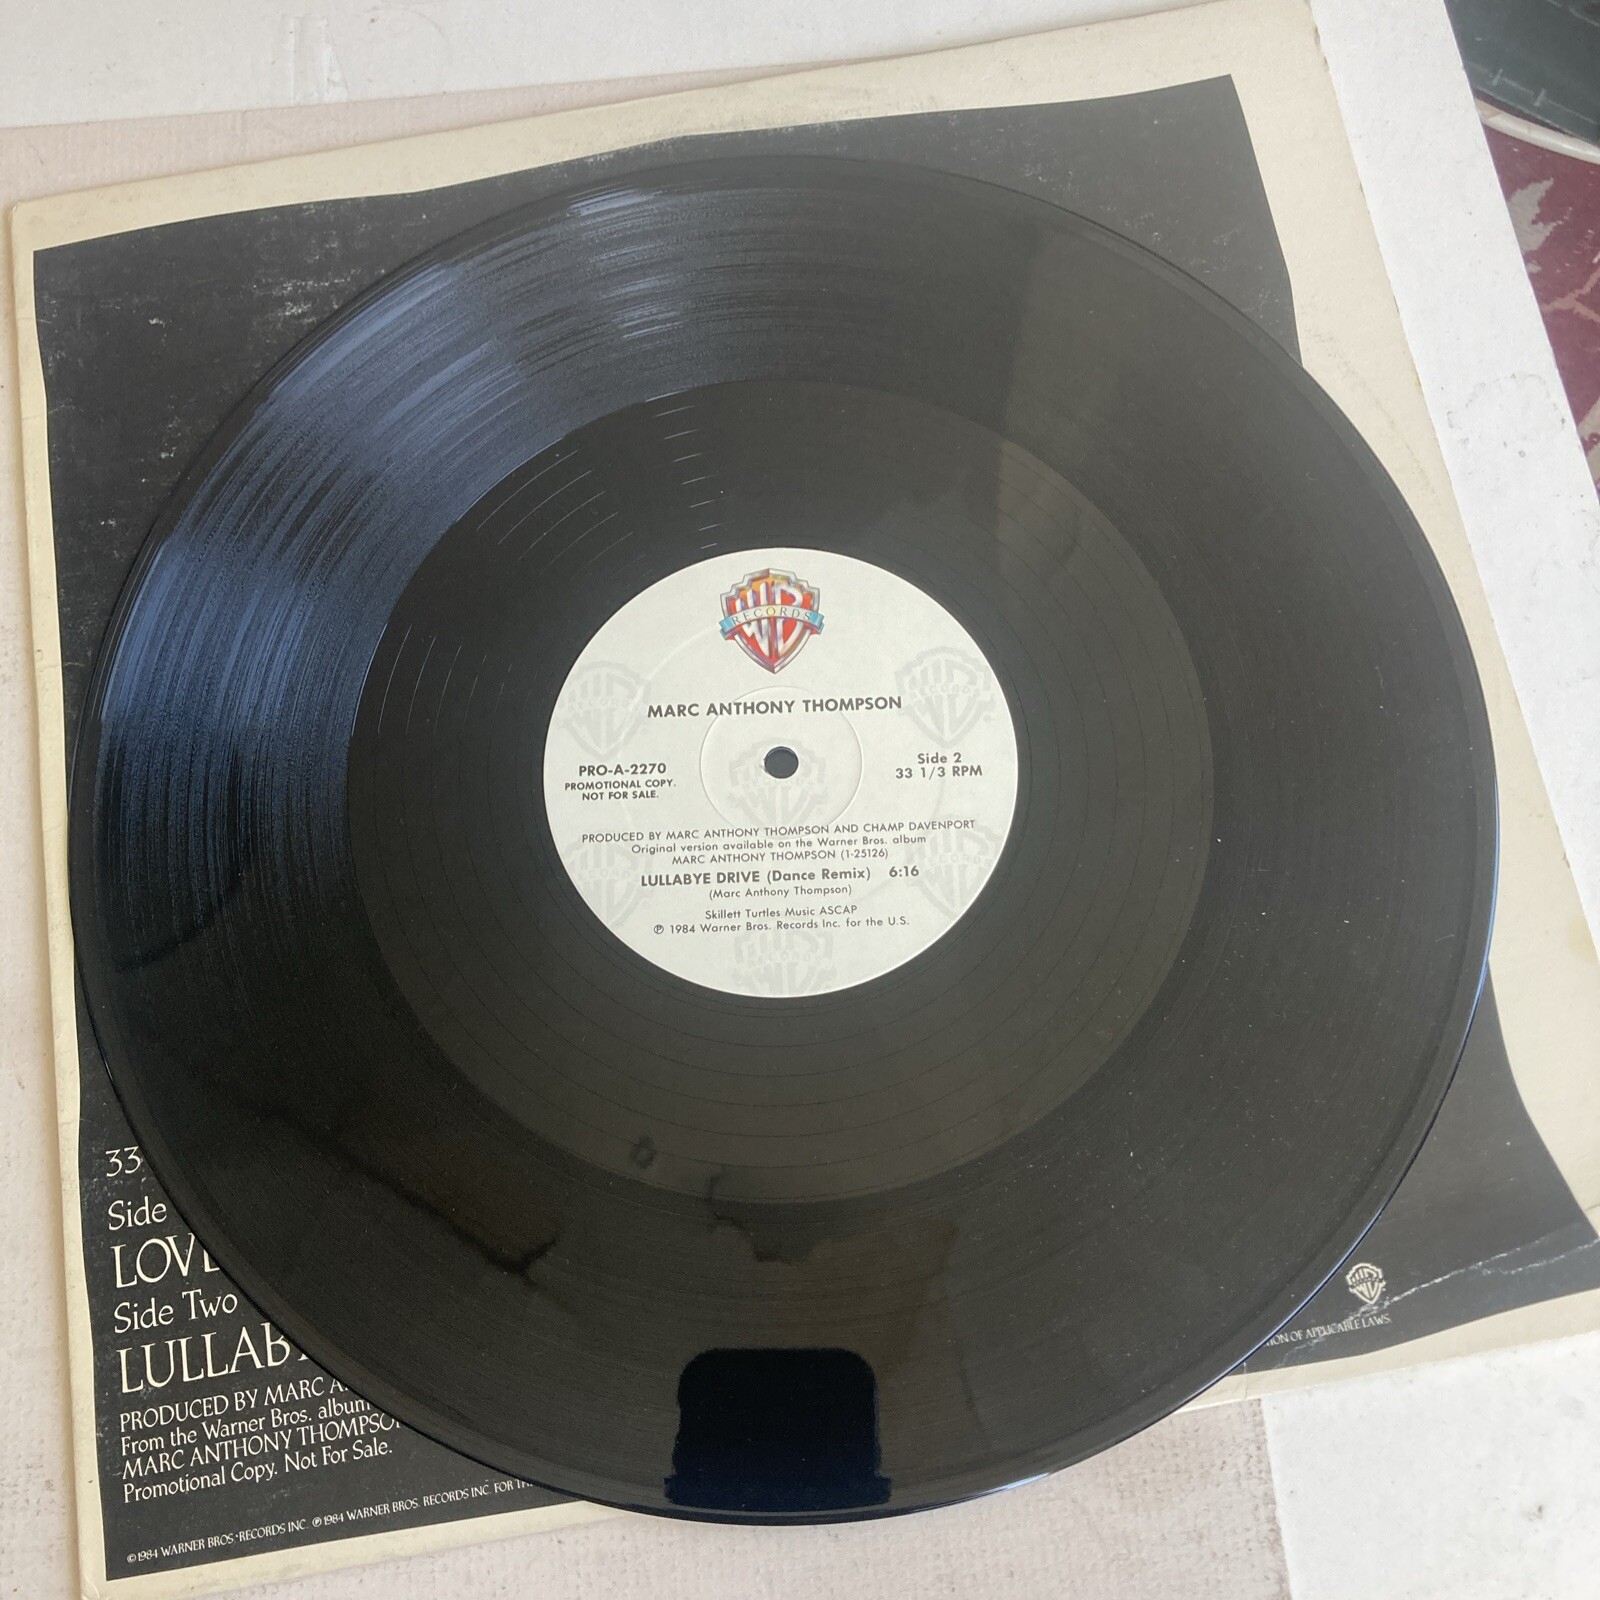 WB
RECORDS
MARC ANTHONY THOMPSON
PRO-A-2270
PROMOTIONAL COPY.
NOT FOR SALE.
Side 2
33 1/3 RPM
PRODUCED BY MARC ANTHONY THOMPSON AND CHAMP DAVENPORT
Original version available on the Warner Bros. album
MARC ANTHONY THOMPSON (1-25126)
LULLABYE DRIVE (Dance Remix) 6:16
(Marc Anthony Thompson)
Skillett Turtles Music ASCAP
℗ 1984 Warner Bros. Records Inc. for the U.S.
33
Side
Side Two
PRODUCED BY MARC A.
From the Warner Bros. album
MARC ANTHONY
Promotional Copy. Not For Sale.
©1984 WARNER BROS. RECORDS INC. ℗1984 WARNER BROS. RECORDS INC. FOR
WB
OF APPLICABLE LAWS.